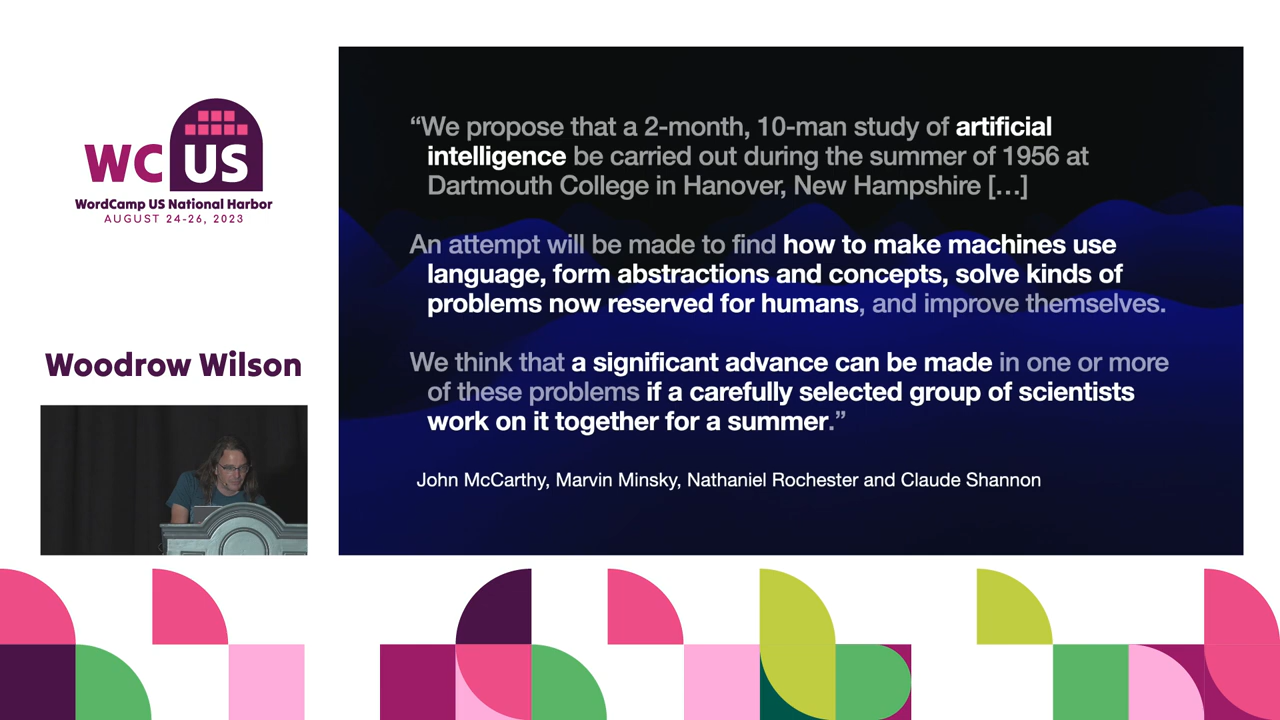 WC US
WordCamp US National Harbor
AUGUST 24-26, 2023
Woodrow Wilson
“We propose that a 2-month, 10-man study of artificial
intelligence be carried out during the summer of 1956 at
Dartmouth College in Hanover, New Hampshire […]
An attempt will be made to find how to make machines use
language, form abstractions and concepts, solve kinds of
problems now reserved for humans, and improve themselves.
We think that a significant advance can be made in one or more
of these problems if a carefully selected group of scientists
work on it together for a summer.”
John McCarthy, Marvin Minsky, Nathaniel Rochester and Claude Shannon